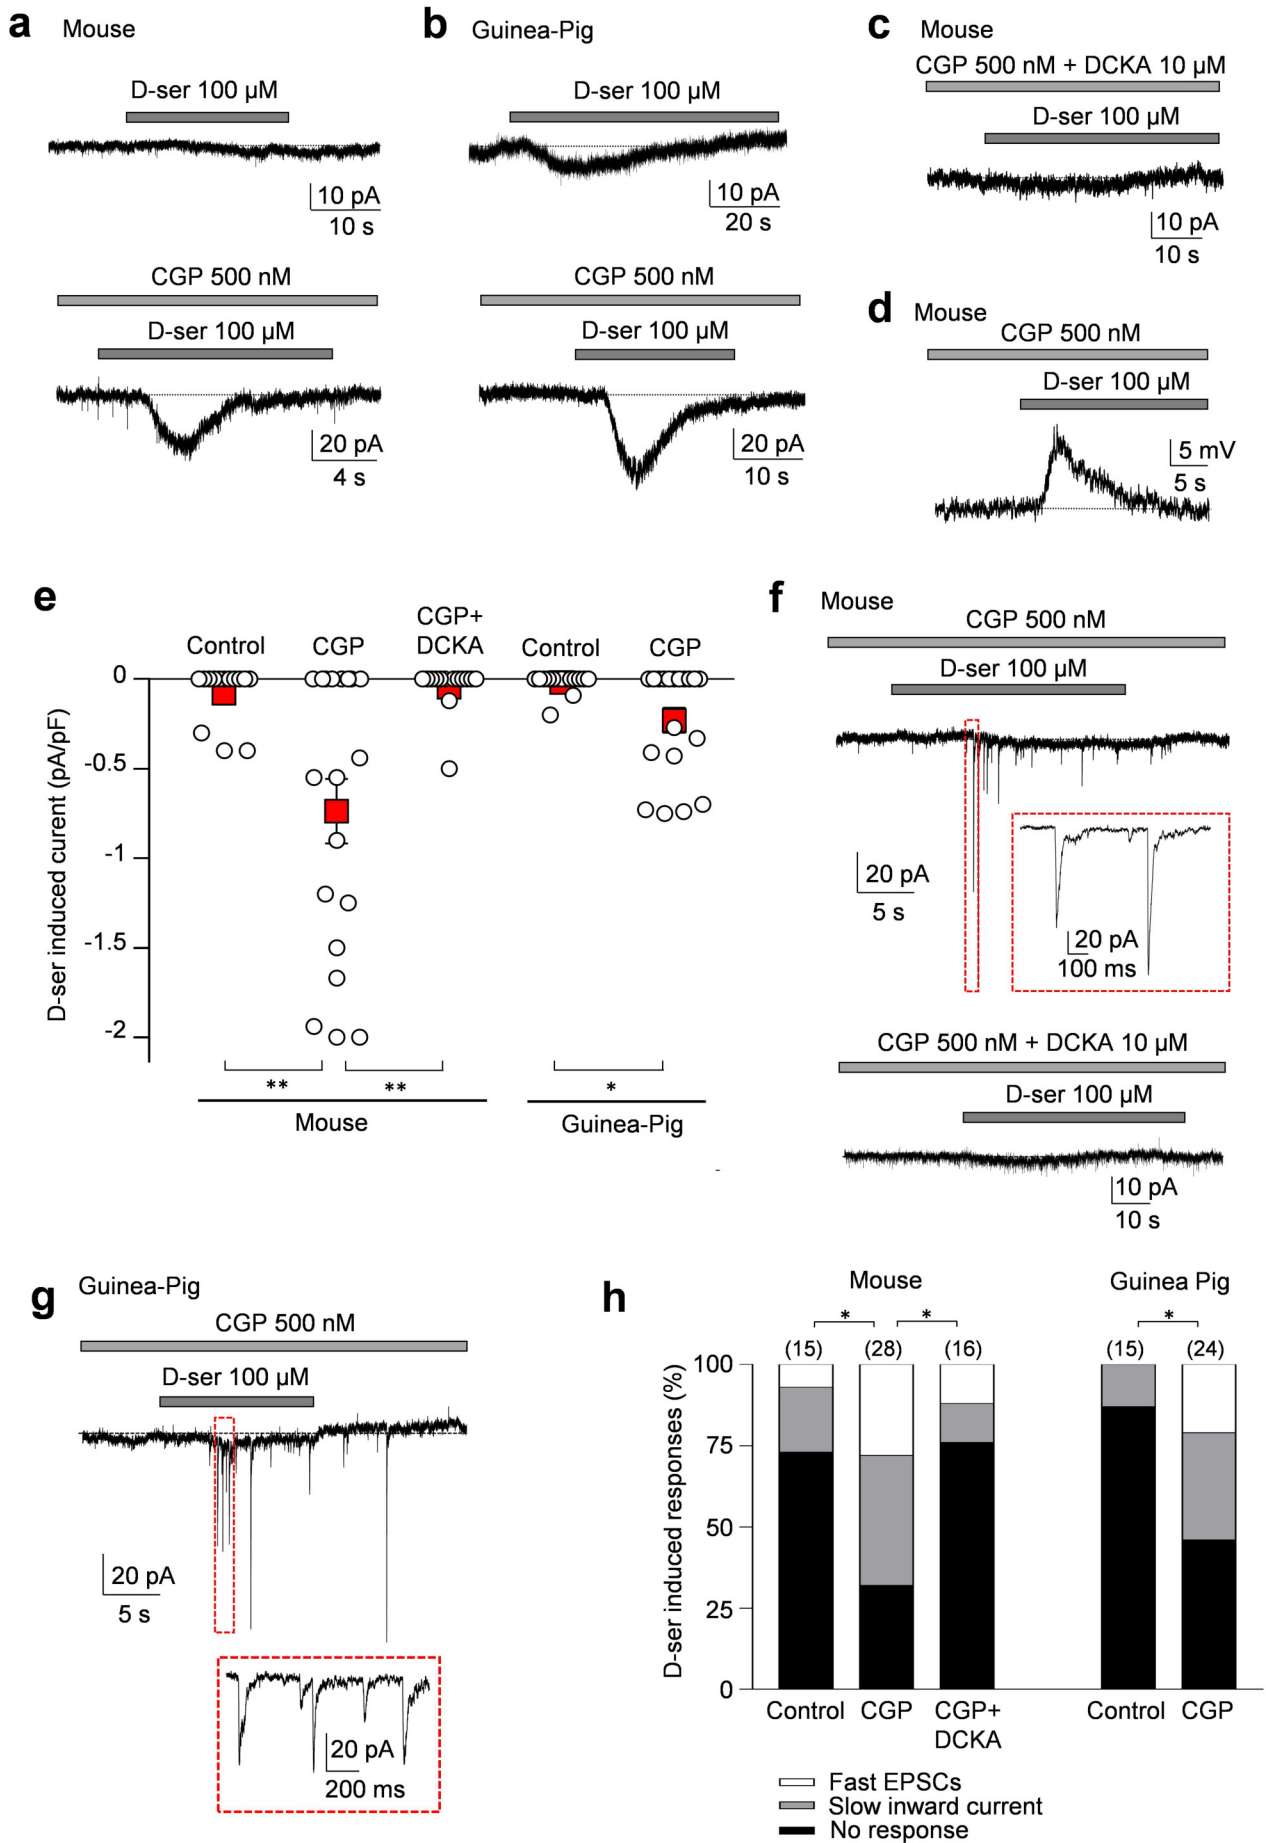 a Mouse
D-ser 100 µM
10 pA
10 s
CGP 500 nM
D-ser 100 µM
20 pA
4 s
b Guinea-Pig
D-ser 100 µM
10 pA
20 s
CGP 500 nM
D-ser 100 µM
20 pA
10 s
c Mouse
CGP 500 nM + DCKA 10 µM
D-ser 100 µM
10 pA
10 s
d Mouse
CGP 500 nM
D-ser 100 µM
5 mV
5 s
e
Control CGP CGP+ DCKA Control CGP
D-ser induced curent (pA/pF)
0
-0.5
-1
-1.5
-2
** ** *
Mouse Guinea-Pig
f Mouse
CGP 500 nM
D-ser 100 µM
20 pA
5 s
20 pA
100 ms
CGP 500 nM + DCKA 10 µM
D-ser 100 µM
10 pA
10 s
g Guinea-Pig
CGP 500 nM
D-ser 100 µM
20 pA
5 s
20 pA
200 ms
h Mouse Guinea Pig
* * *
(15) (28) (16) (15) (24)
D-ser induced responses (%)
100
75
50
25
0
Control CGP CGP+ Control CGP
DCKA
Fast EPSCs
Slow inward current
No response